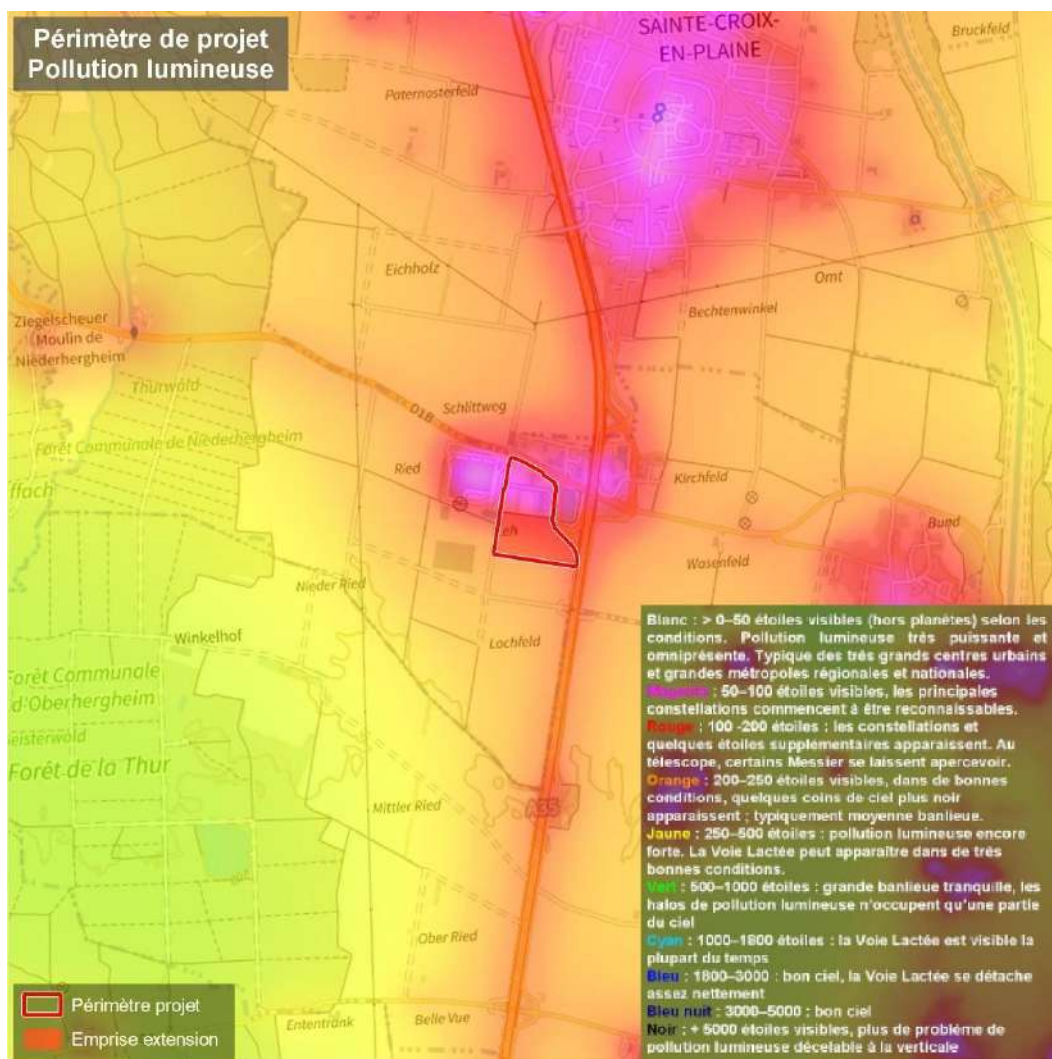 Périmètre de projet
Pollution lumineuse
SAINTE-CROIX-
EN-PLAINE
Bruckfeld
Paternosterfeld
8
Eichholz
Omt
Bechtenwinkel
Ziegelscheuer
Moulin de
Niederhergheim
Thurwald
Schlittweg
D1B
Forêt Communale de Niederhergheim
Ried
Kirchfeld
ffach
eh
Bund
Wasenfeld
Nieder Ried
Winkelhof
Lochfeld
Forêt Communale
d'Oberhergheim
Geisterwald
Forêt de la Thur
Mittler Ried
A35
Ober Ried
Ententrank
Belle Vue
Périmètre projet
Emprise extension
Blanc : > 0–50 étoiles visibles (hors planètes) selon les
conditions. Pollution lumineuse très puissante et
omniprésente. Typique des très grands centres urbains
et grandes métropoles régionales et nationales.
Magenta : 50–100 étoiles visibles, les principales
constellations commencent à être reconnaissables.
Rouge : 100 -200 étoiles : les constellations et
quelques étoiles supplémentaires apparaissent. Au
télescope, certains Messier se laissent apercevoir.
Orange : 200–250 étoiles visibles, dans de bonnes
conditions, quelques coins de ciel plus noir
apparaissent ; typiquement moyenne banlieue.
Jaune : 250–500 étoiles : pollution lumineuse encore
forte. La Voie Lactée peut apparaître dans de très
bonnes conditions.
Vert : 500–1000 étoiles : grande banlieue tranquille, les
halos de pollution lumineuse n'occupent qu'une partie
du ciel
Cyan : 1000–1800 étoiles : la Voie Lactée est visible la
plupart du temps
Bleu : 1800–3000 : bon ciel, la Voie Lactée se détache
assez nettement
Bleu nuit : 3000–5000 : bon ciel
Noir : + 5000 étoiles visibles, plus de problème de
pollution lumineuse décelable à la verticale